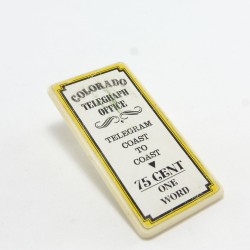 COLORADO
TELEGRAPH
OFFICE
TELEGRAM
COAST
TO
COAST
75 CENT
ONE
WORD